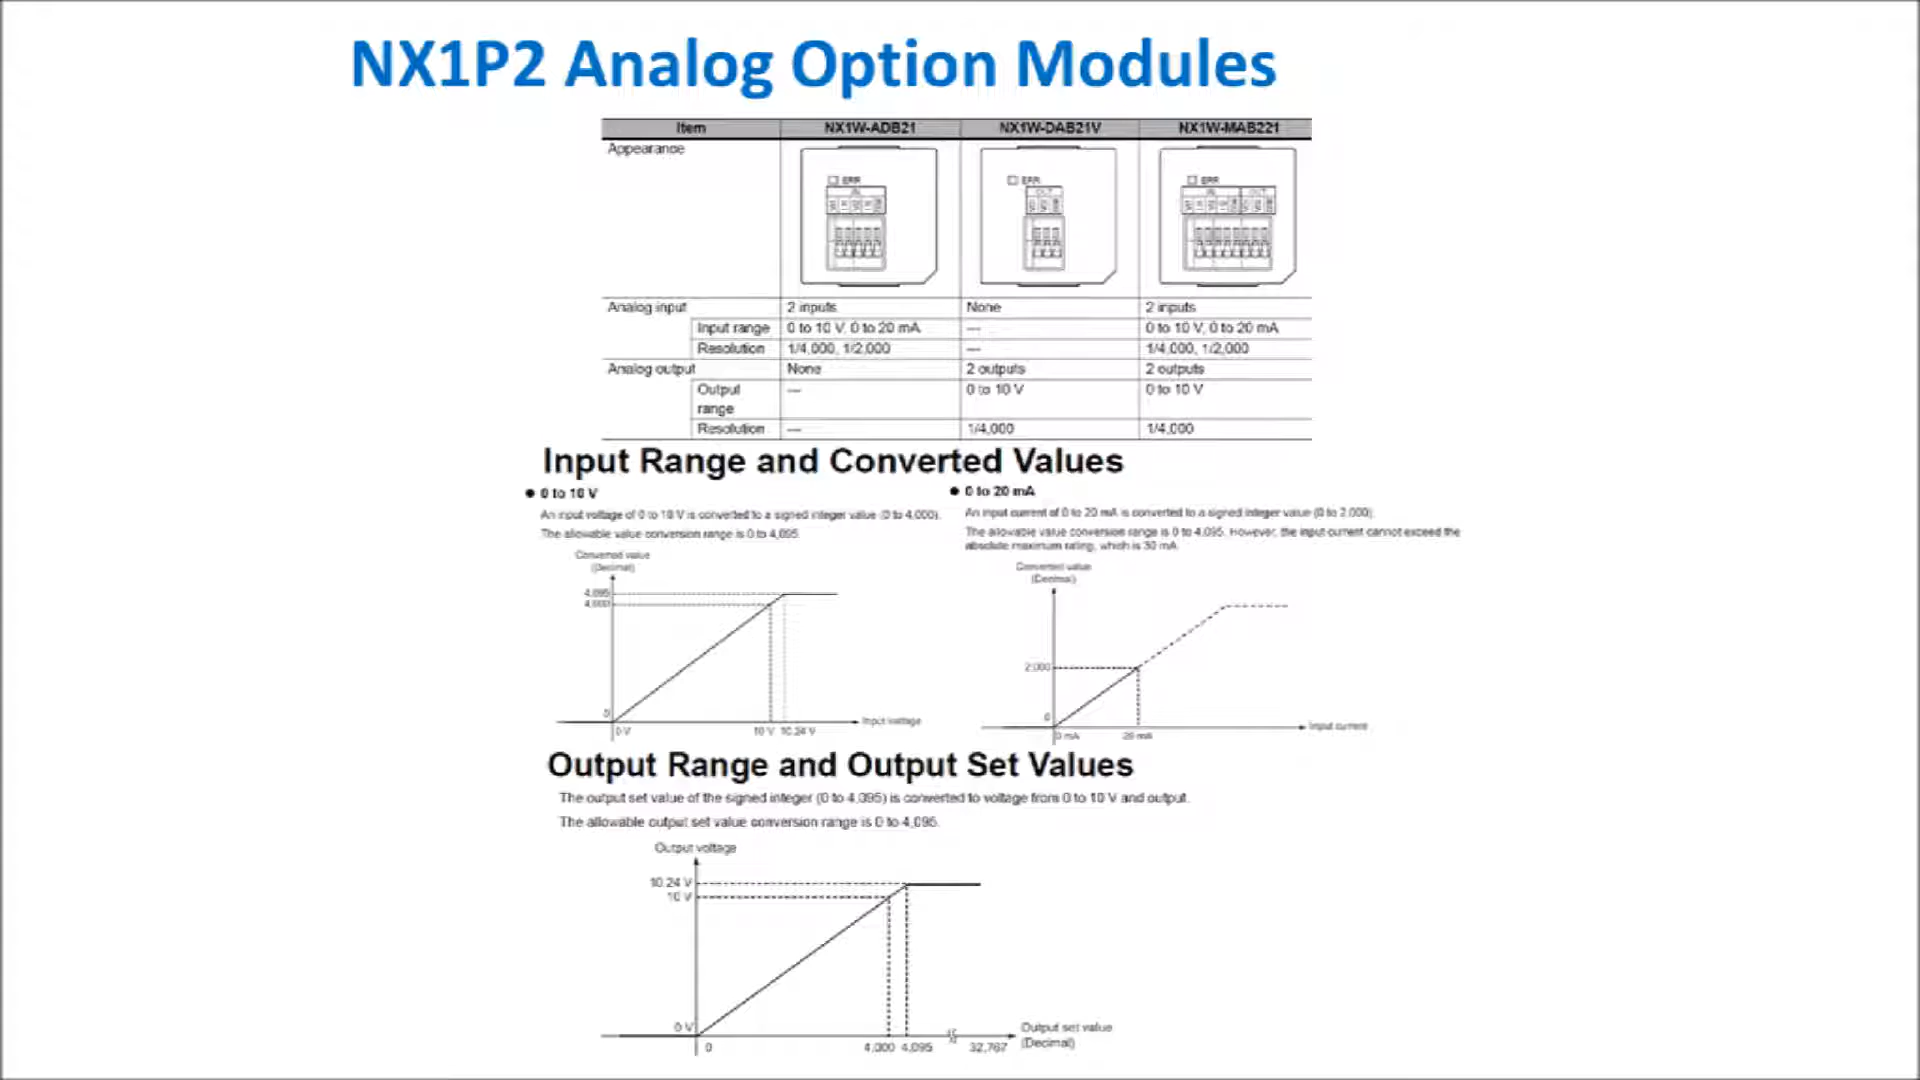 NX1P2 Analog Option Modules
Item NX1W-ADB21 NX1W-DAB21V NX1W-MAB221
Appearance
ERR ERR ERR
IN OUT IN OUT
Analog input 2 inputs None 2 inputs
Input range 0 to 10 V, 0 to 20 mA --- 0 to 10 V, 0 to 20 mA
Resolution 1/4,000, 1/2,000 --- 1/4,000, 1/2,000
Analog output None 2 outputs 2 outputs
Output range --- 0 to 10 V 0 to 10 V
Resolution --- 1/4,000 1/4,000
Input Range and Converted Values
● 0 to 10 V
An input voltage of 0 to 10 V is converted to a signed integer value (0 to 4,000).
The allowable value conversion range is 0 to 4,095.
Converted value
(Decimal)
4,095
4,000
0
0 V 10 V 10.24 V
Input voltage
● 0 to 20 mA
An input current of 0 to 20 mA is converted to a signed integer value (0 to 2,000).
The allowable value conversion range is 0 to 4,095. However, the input current cannot exceed the
absolute maximum rating, which is 30 mA.
Converted value
(Decimal)
2,000
0
0 mA 20 mA
Input current
Output Range and Output Set Values
The output set value of the signed integer (0 to 4,095) is converted to voltage from 0 to 10 V and output.
The allowable output set value conversion range is 0 to 4,095.
Output voltage
10.24 V
10 V
0 V
0 4,000 4,095 32,767
Output set value
(Decimal)